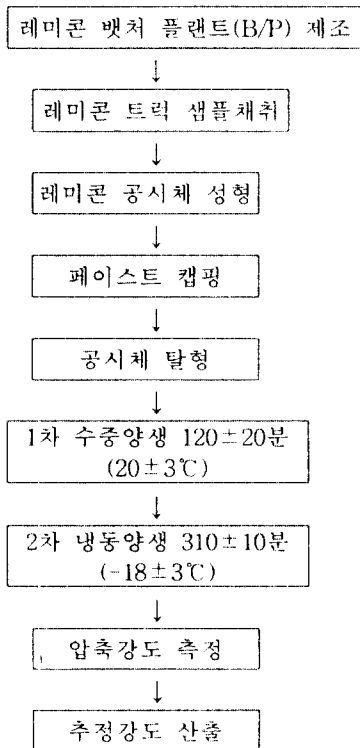 레미콘 뱃처 플랜트(B/P) 제조
↓
레미콘 트럭 샘플채취
↓
레미콘 공시체 성형
↓
페이스트 캡핑
↓
공시체 탈형
↓
1차 수중양생 120±20분
(20±3℃)
↓
2차 냉동양생 310±10분
(-18±3℃)
↓
압축강도 측정
↓
추정강도 산출